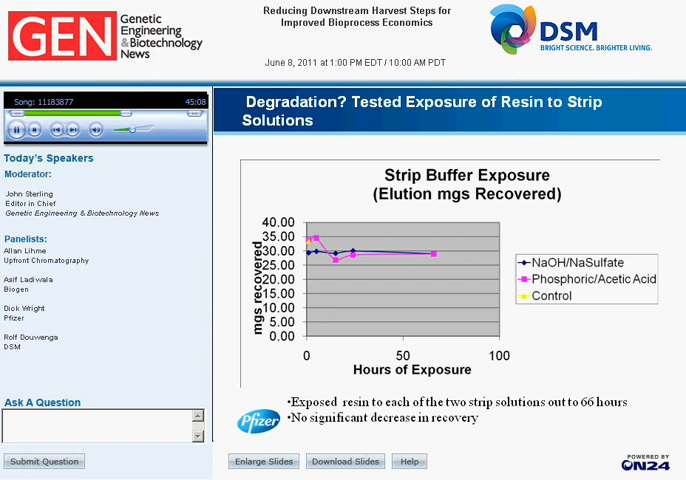 GEN
Genetic
Engineering
& Biotechnology
News
Reducing Downstream Harvest Steps for
Improved Bioprocess Economics
June 8, 2011 at 1:00 PM EDT / 10:00 AM PDT
DSM
BRIGHT SCIENCE. BRIGHTER LIVING.
Song: 11183877
45:08
Today's Speakers
Moderator:
John Sterling
Editor in Chief
Genetic Engineering & Biotechnology News
Panelists:
Allan Lihme
Upfront Chromatography
Asif Ladiwala
Biogen
Dick Wright
Pfizer
Rolf Douwenga
DSM
Ask A Question
Submit Question
Degradation? Tested Exposure of Resin to Strip
Solutions
Strip Buffer Exposure
(Elution mgs Recovered)
mgs recovered
40.00
35.00
30.00
25.00
20.00
15.00
10.00
5.00
0.00
0
50
100
Hours of Exposure
NaOH/NaSulfate
Phosphoric/Acetic Acid
Control
•Exposed resin to each of the two strip solutions out to 66 hours
•No significant decrease in recovery
Pfizer
Enlarge Slides
Download Slides
Help
POWERED BY
ON24